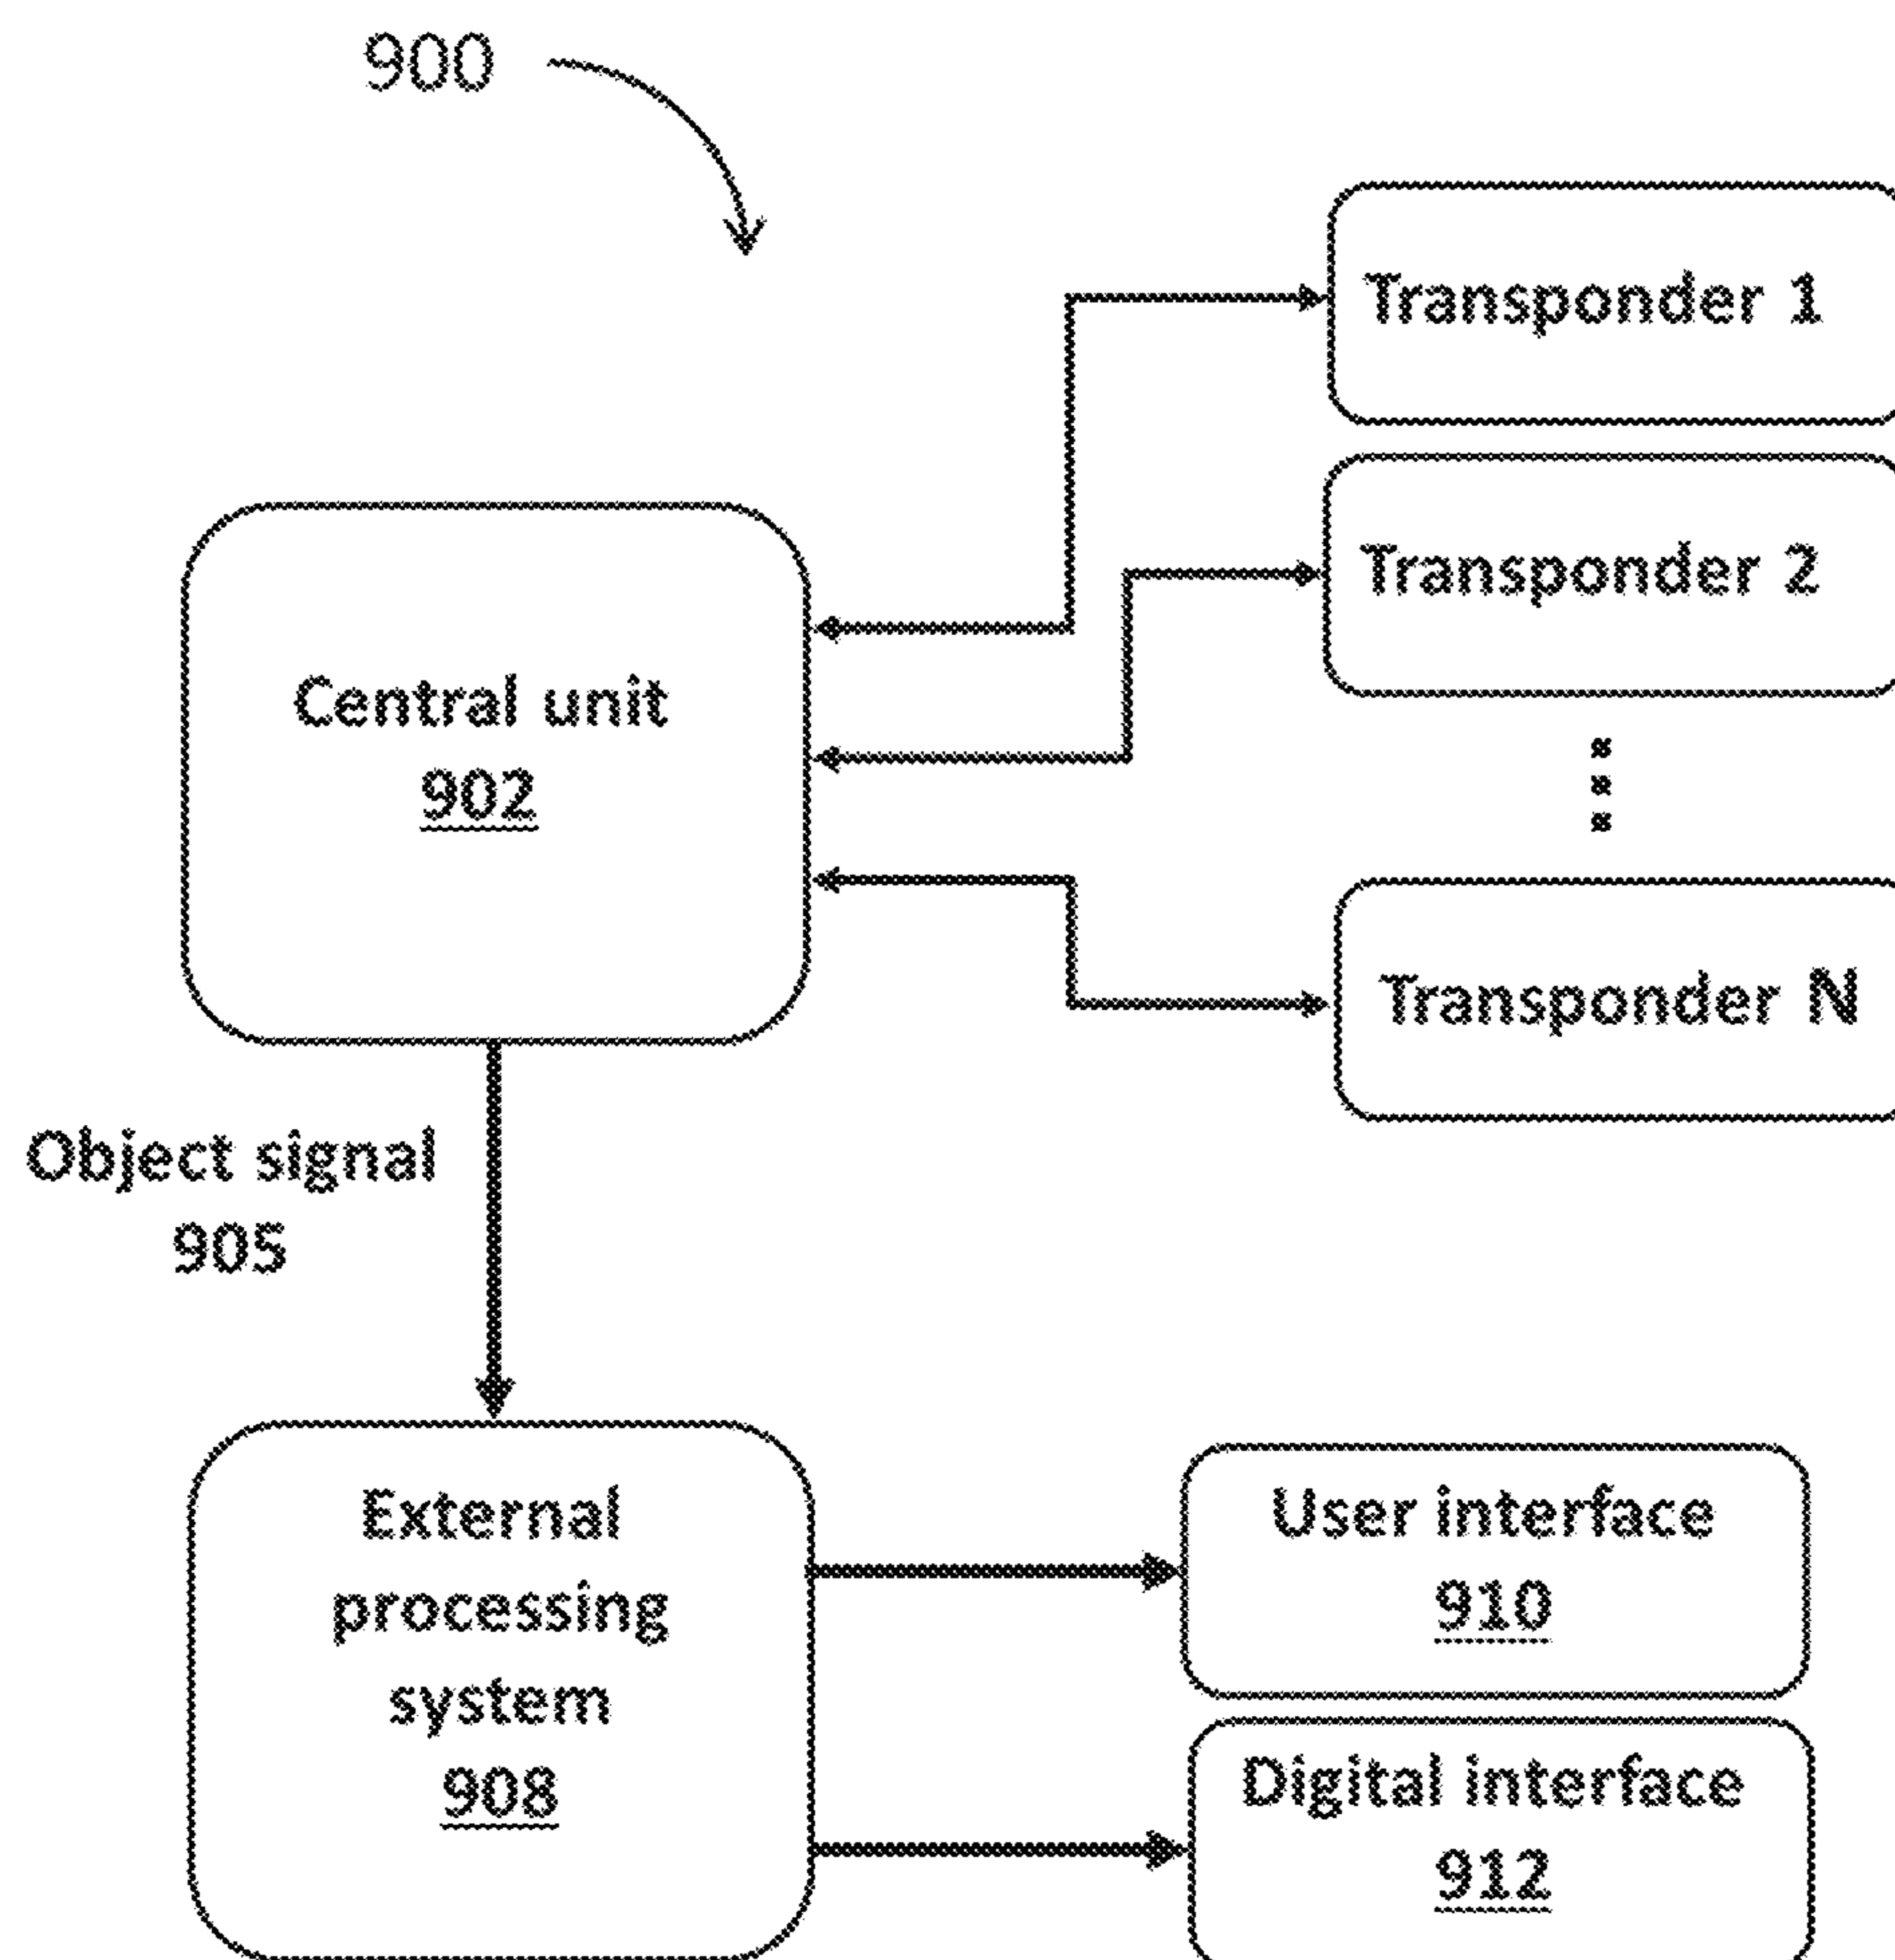 900
Transponder 1
Transponder 2
Central unit
902
Transponder N
Object signal
905
External
processing
system
908
User interface
910
Digital interface
912